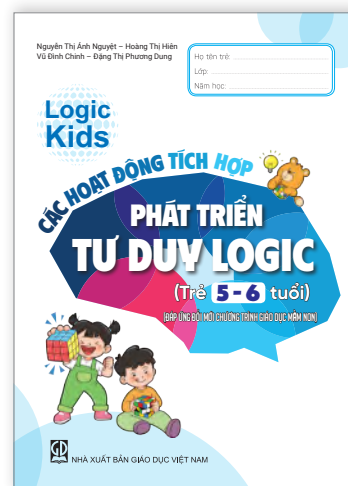 Nguyễn Thị Ánh Nguyệt – Hoàng Thị Hiên
Vũ Đình Chinh – Đặng Thị Phương Dung
Họ tên trẻ:
Lớp:
Năm học:
Logic
Kids
CÁC HOẠT ĐỘNG TÍCH HỢP
PHÁT TRIỂN
TƯ DUY LOGIC
(Trẻ 5 - 6 tuổi)
(ĐÁP ỨNG ĐỔI MỚI CHƯƠNG TRÌNH GIÁO DỤC MẦM NON)
NHÀ XUẤT BẢN GIÁO DỤC VIỆT NAM